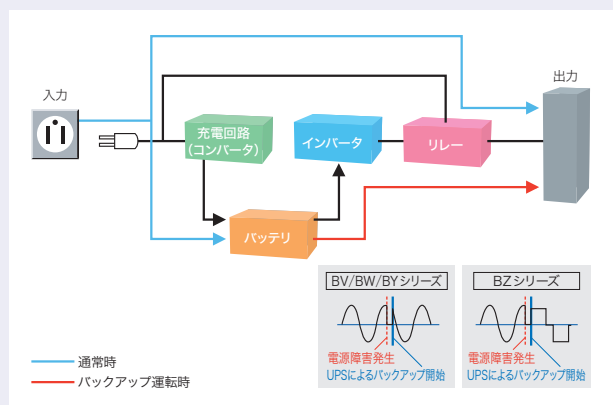 入力
出力
充電回路
(コンバータ)
インバータ
リレー
バッテリ
BV/BW/BYシリーズ
電源障害発生
UPSによるバックアップ開始
BZシリーズ
電源障害発生
UPSによるバックアップ開始
通常時
バックアップ運転時